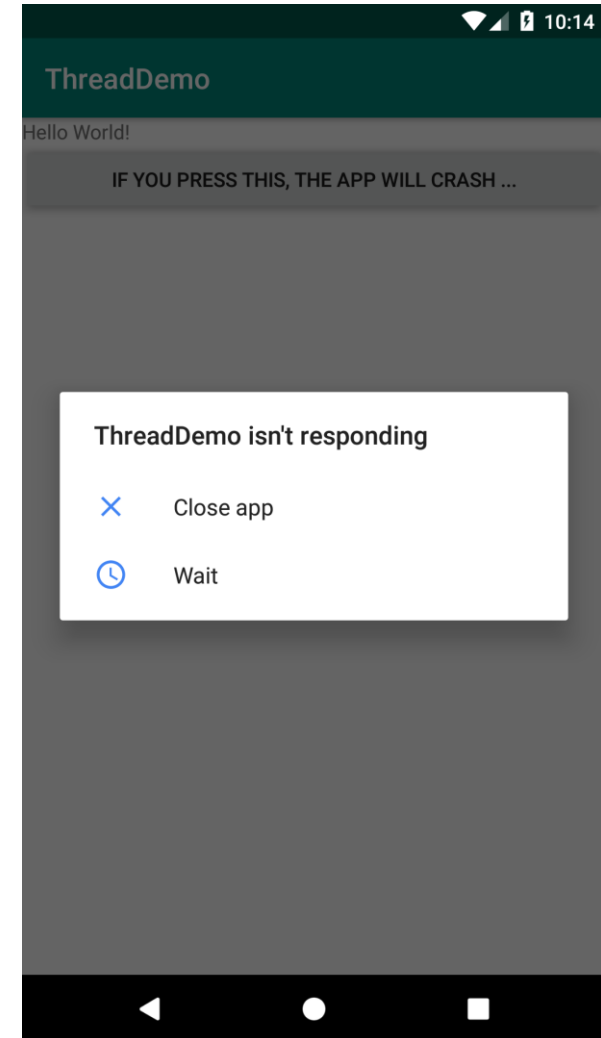 10:14
ThreadDemo
Hello World!
IF YOU PRESS THIS, THE APP WILL CRASH ...
ThreadDemo isn't responding
Close app
Wait